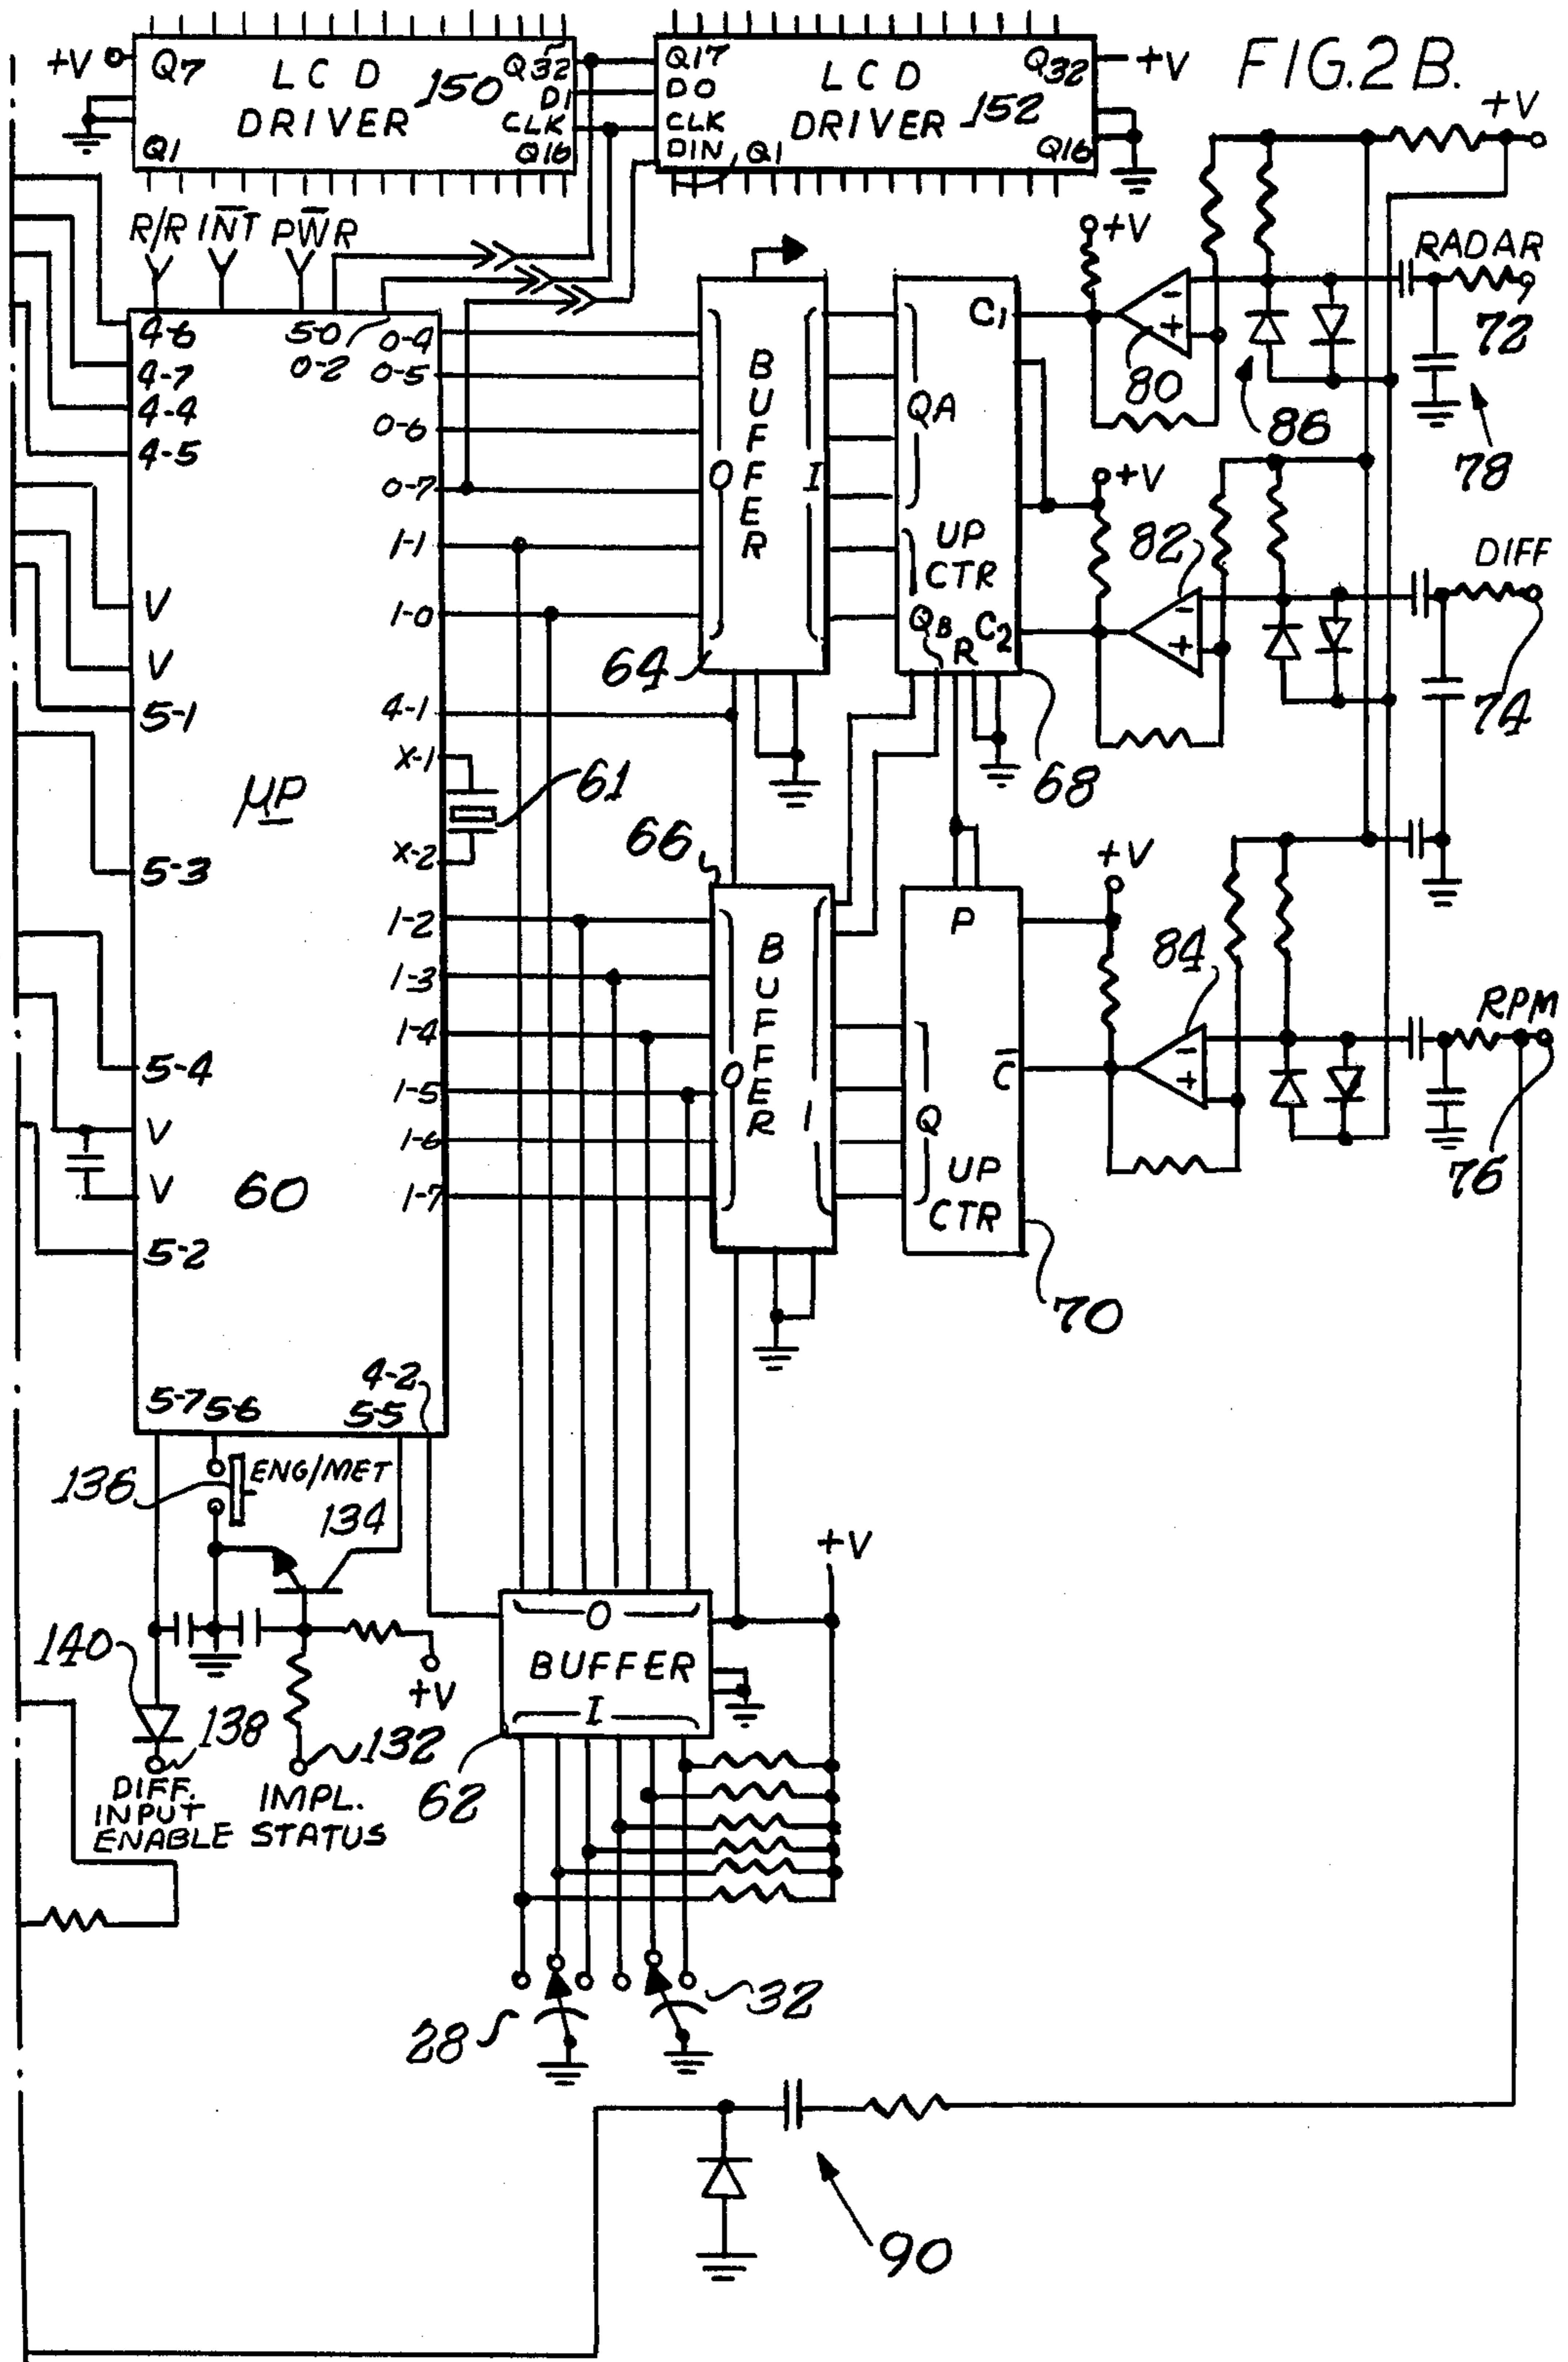 FIG. 2 B.
+V
Q7
LCD
DRIVER
150
Q32
D1
CLK
Q16
Q1
Q17
DO
CLK
DIN
Q1
LCD
DRIVER
152
Q32
Q16
+V
+V
R/R
INT
PWR
4-6
4-7
4-4
4-5
V
V
5-1
5-3
5-4
V
V
5-2
50
0-2
0-4
0-5
0-6
0-7
1-1
1-0
4-1
X-1
X-2
1-2
1-3
1-4
1-5
1-6
1-7
µP
60
61
5-7
56
55
4-2
BUFFER
O
I
64
QA
UP
CTR
QB
R
C1
C2
68
+V
80
86
RADAR
72
78
+V
82
DIFF
74
66
BUFFER
O
I
P
Q
UP
CTR
C̅
70
+V
84
RPM
76
136
ENG/MET
134
140
138
DIFF.
INPUT
ENABLE
132
IMPL.
STATUS
+V
O
BUFFER
I
62
+V
28
32
90